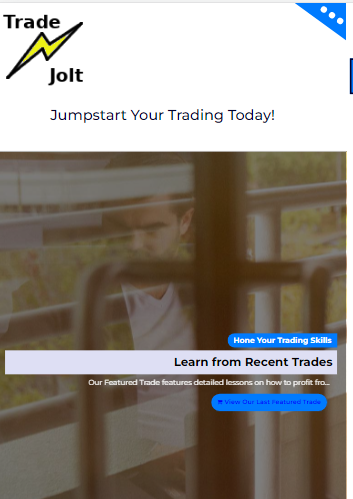 Trade
Jolt
Jumpstart Your Trading Today!
Hone Your Trading Skills
Learn from Recent Trades
Our Featured Trade features detailed lessons on how to profit fro...
View Our Last Featured Trade